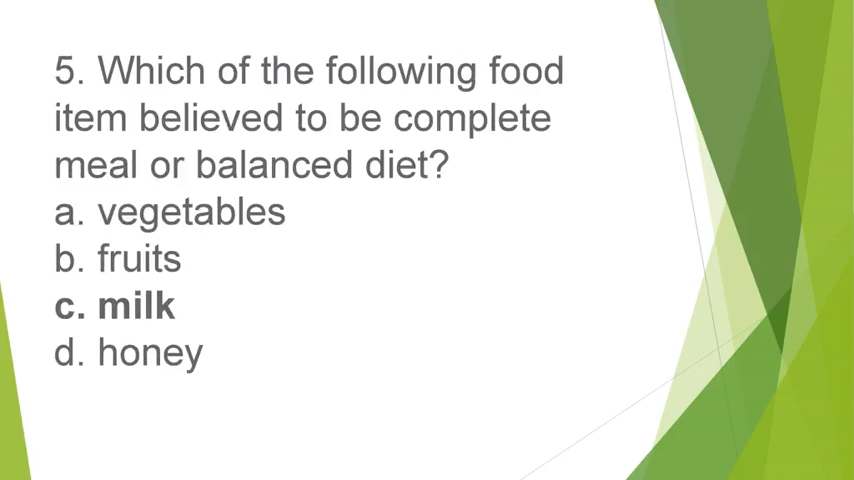 5. Which of the following food
item believed to be complete
meal or balanced diet?
a. vegetables
b. fruits
c. milk
d. honey